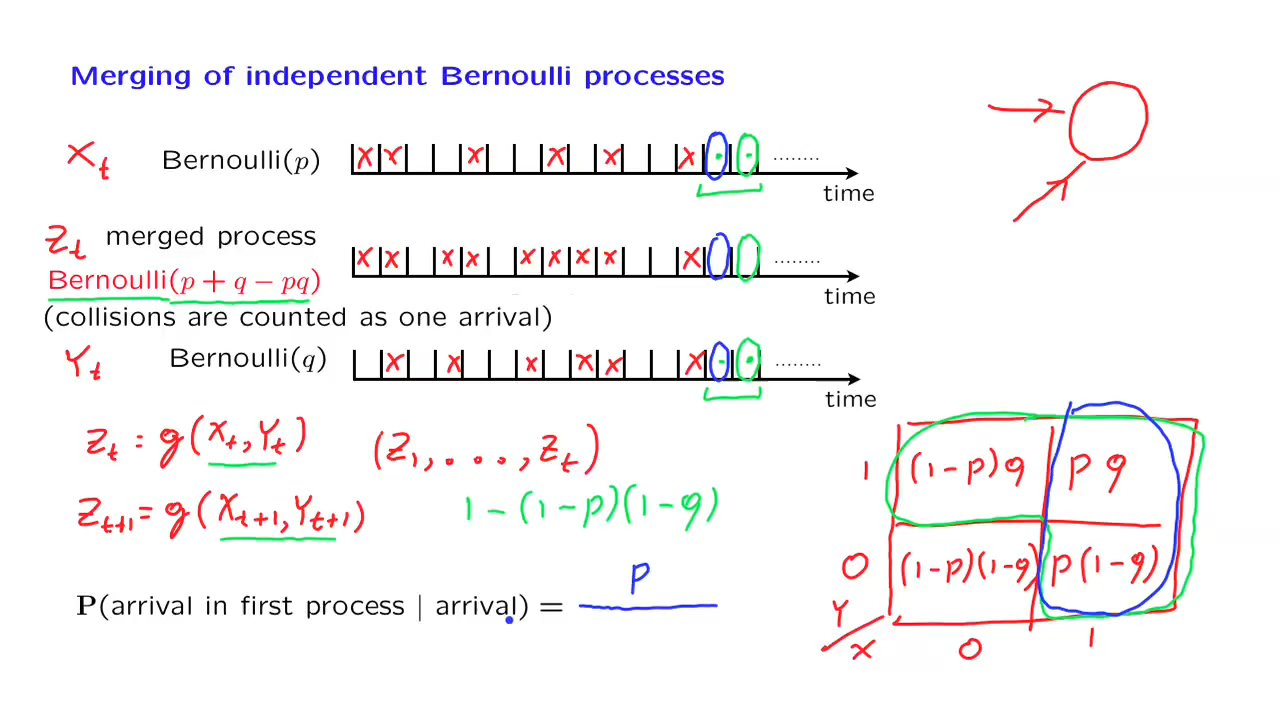 Merging of independent Bernoulli processes
X_t Bernoulli(p) X X X X X X ........
time
Z_t merged process
Bernoulli(p + q − pq) X X X X X X X X X ........
time
(collisions are counted as one arrival)
Y_t Bernoulli(q) X X X X X X ........
time
Z_t = g(X_t, Y_t) (Z_1, . . . , Z_t)
Z_{t+1} = g(X_{t+1}, Y_{t+1}) 1 − (1 − p)(1 − q)
P(arrival in first process | arrival) = p
1 (1 − p) q p q
0 (1 − p)(1 − q) p(1 − q)
Y
X 0 1